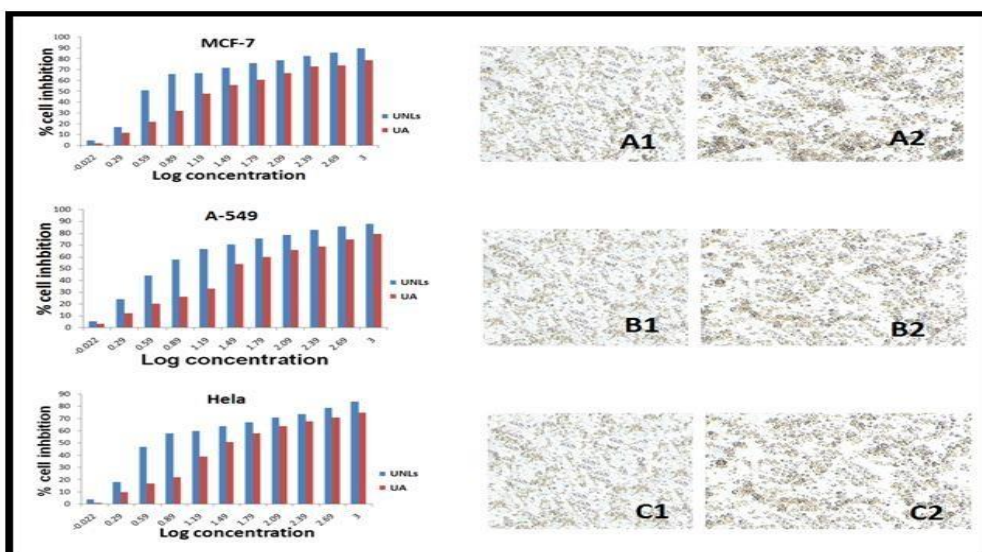 MCF-7
% cell inhbition
100
90
80
70
60
50
40
30
20
10
0
-0.022 0.29 0.59 0.89 1.19 1.49 1.79 2.09 2.39 2.69 3
Log concentration
UNLs
UA
A1
A2
A-549
% cell inhbition
100
90
80
70
60
50
40
30
20
10
0
-0.022 0.29 0.59 0.89 1.19 1.49 1.79 2.09 2.39 2.69 3
Log concentration
UNLs
UA
B1
B2
Hela
% cell inhbition
90
80
70
60
50
40
30
20
10
0
-0.022 0.29 0.59 0.89 1.19 1.49 1.79 2.09 2.39 2.69 3
Log concentration
UNLs
UA
C1
C2